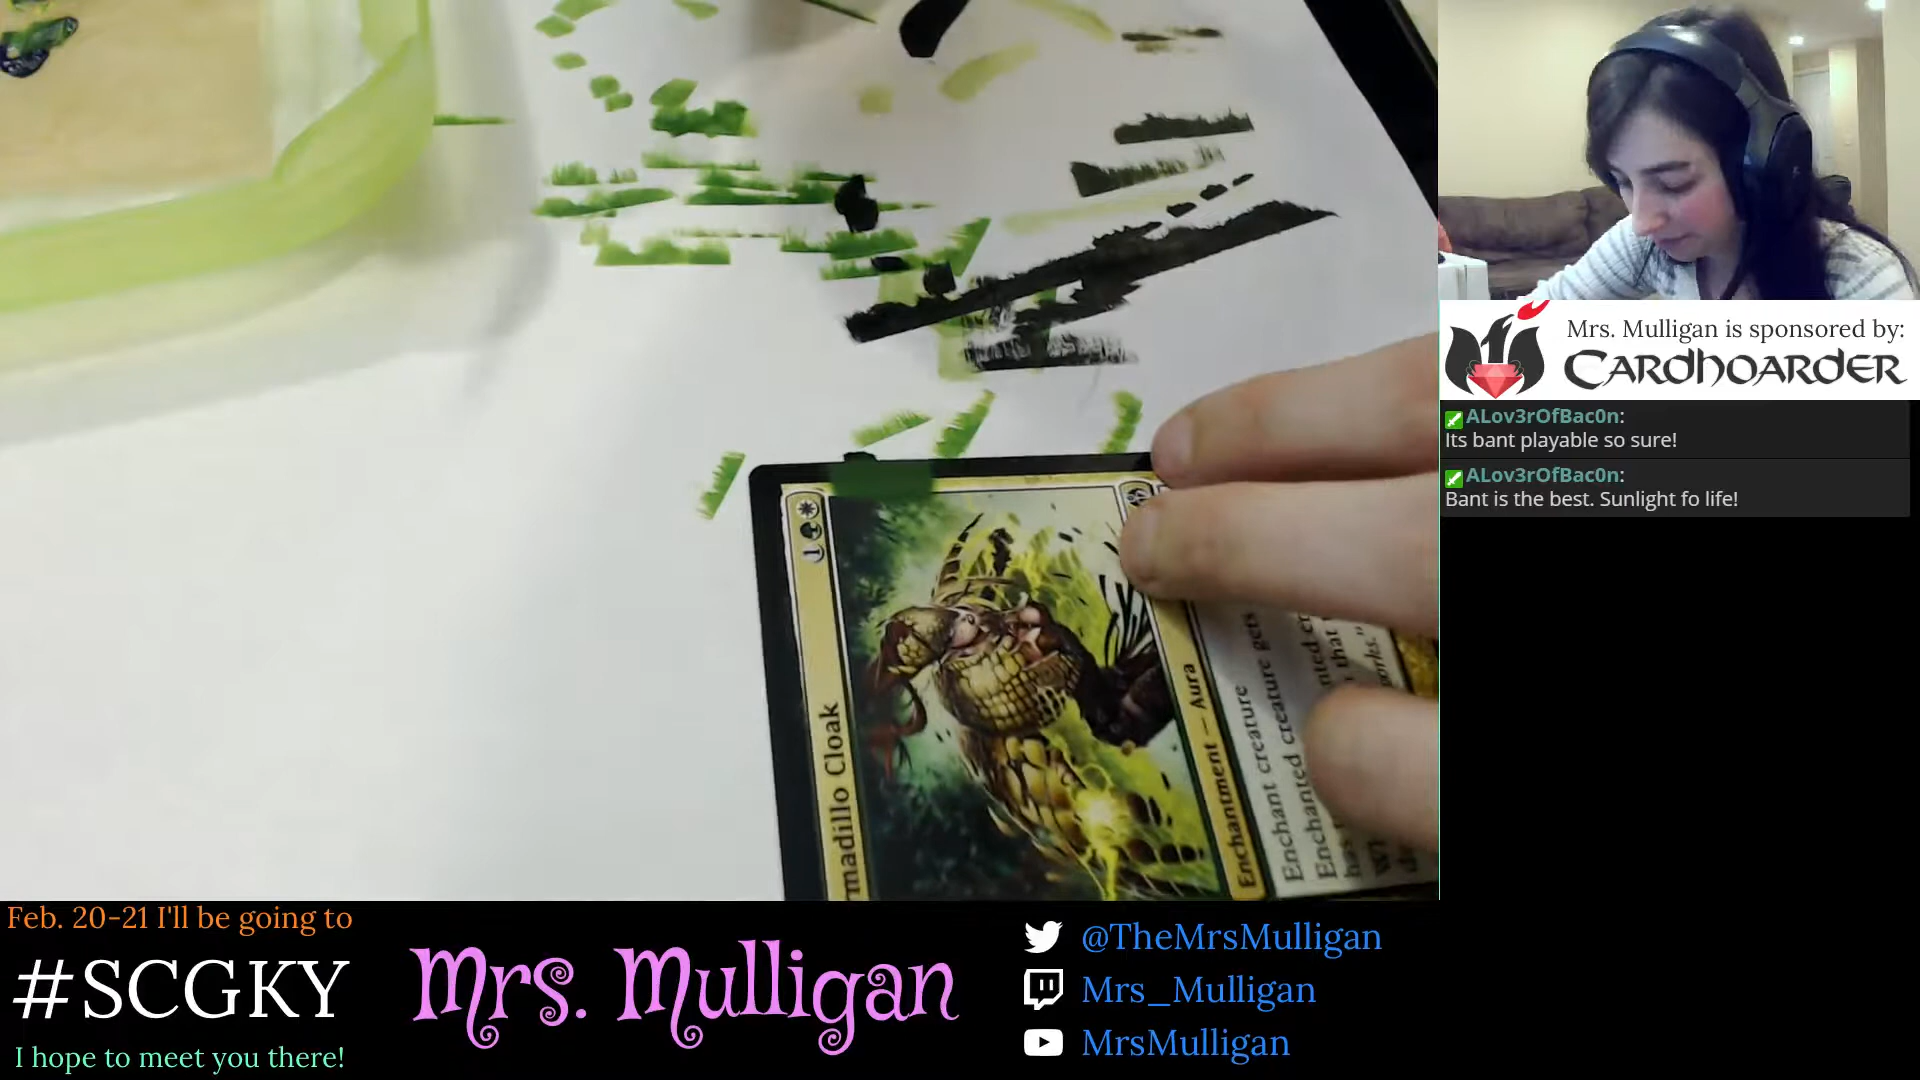 Mrs. Mulligan is sponsored by:
CARDHOARDER
ALov3rOfBac0n:
Its bant playable so sure!
ALov3rOfBac0n:
Bant is the best. Sunlight fo life!
1
madillo Cloak
Enchantment — Aura
Enchant creature
Enchanted creature gets
Feb. 20-21 I'll be going to
#SCGKY
I hope to meet you there!
Mrs. Mulligan
@TheMrsMulligan
Mrs_Mulligan
MrsMulligan